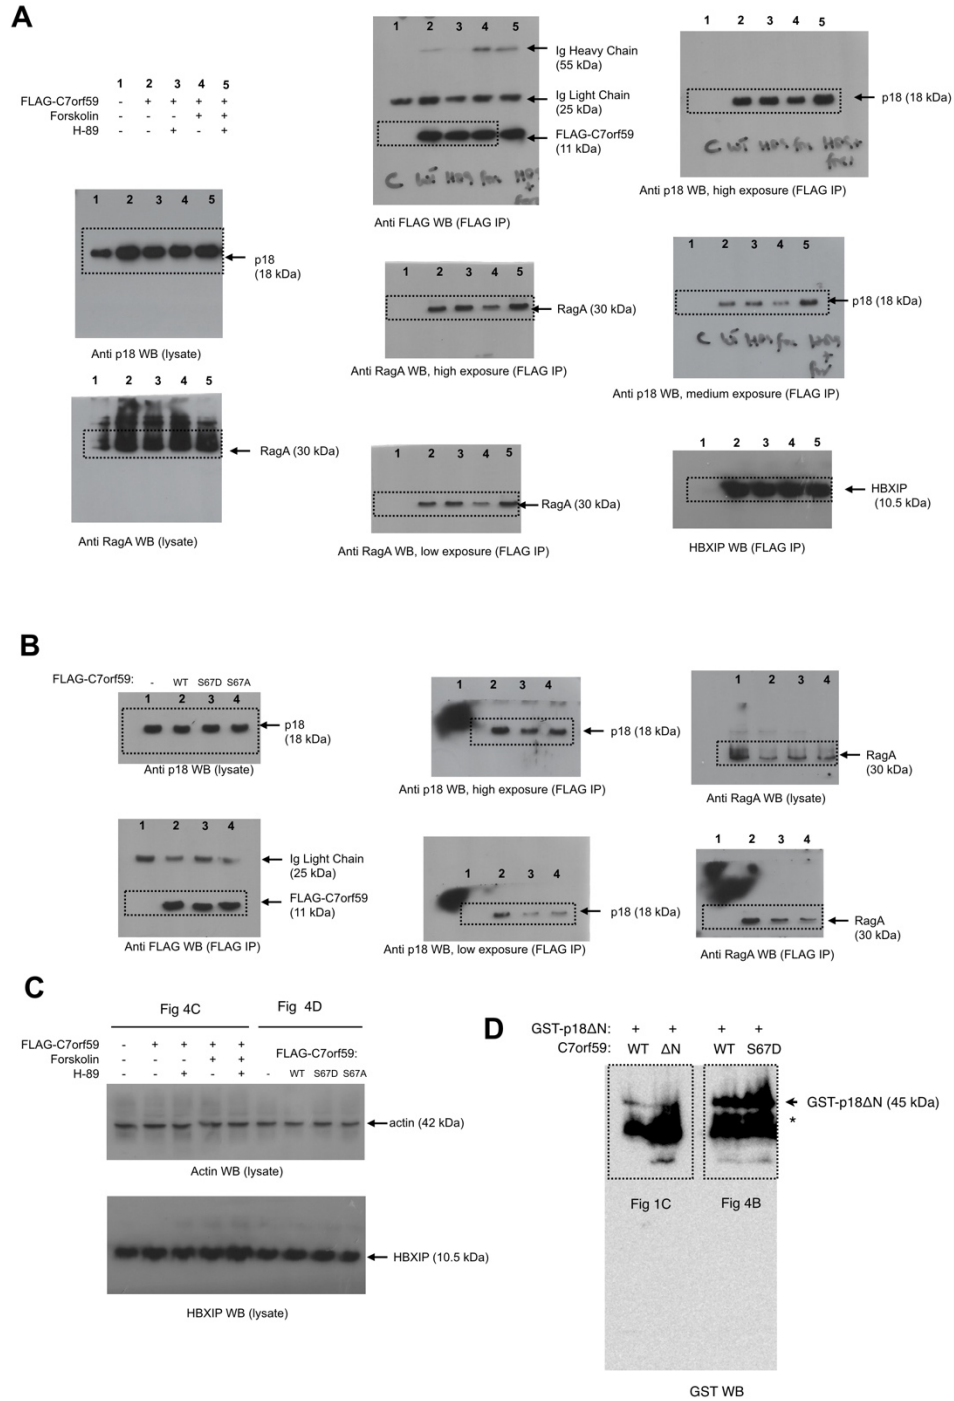 A
1 2 3 4 5
FLAG-C7orf59 - + + + +
Forskolin - - - + +
H-89 - - + - +
1 2 3 4 5
p18
(18 kDa)
Anti p18 WB (lysate)
1 2 3 4 5
RagA (30 kDa)
Anti RagA WB (lysate)
1 2 3 4 5
Ig Heavy Chain
(55 kDa)
Ig Light Chain
(25 kDa)
FLAG-C7orf59
(11 kDa)
C WT H89 for H89
+
Anti FLAG WB (FLAG IP)
1 2 3 4 5
RagA (30 kDa)
Anti RagA WB, high exposure (FLAG IP)
1 2 3 4 5
RagA (30 kDa)
Anti RagA WB, low exposure (FLAG IP)
1 2 3 4 5
p18 (18 kDa)
C WT H89 for H89+
Anti p18 WB, high exposure (FLAG IP)
1 2 3 4 5
p18 (18 kDa)
C WT H89 for H89
+
for
Anti p18 WB, medium exposure (FLAG IP)
1 2 3 4 5
HBXIP
(10.5 kDa)
HBXIP WB (FLAG IP)
B
FLAG-C7orf59: - WT S67D S67A
1 2 3 4
p18
(18 kDa)
Anti p18 WB (lysate)
1 2 3 4
Ig Light Chain
(25 kDa)
FLAG-C7orf59
(11 kDa)
Anti FLAG WB (FLAG IP)
1 2 3 4
p18 (18 kDa)
Anti p18 WB, high exposure (FLAG IP)
1 2 3 4
p18 (18 kDa)
Anti p18 WB, low exposure (FLAG IP)
1 2 3 4
RagA
(30 kDa)
Anti RagA WB (lysate)
1 2 3 4
RagA
(30 kDa)
Anti RagA WB (FLAG IP)
C
Fig 4C Fig 4D
FLAG-C7orf59 - + + + + FLAG-C7orf59:
Forskolin - - - + +
H-89 - - + - + - WT S67D S67A
actin (42 kDa)
Actin WB (lysate)
HBXIP (10.5 kDa)
HBXIP WB (lysate)
D
GST-p18ΔN: + + + +
C7orf59: WT ΔN WT S67D
GST-p18ΔN (45 kDa)
*
Fig 1C Fig 4B
GST WB